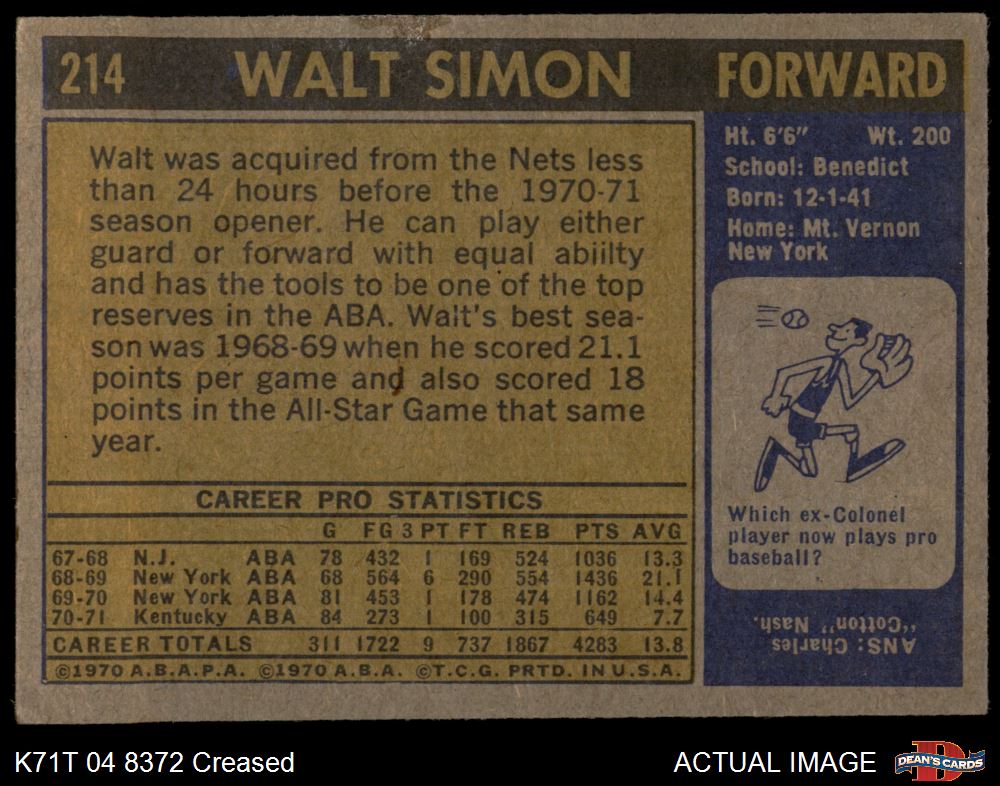 214 WALT SIMON FORWARD
Walt was acquired from the Nets less
than 24 hours before the 1970-71
season opener. He can play either
guard or forward with equal abiilty
and has the tools to be one of the top
reserves in the ABA. Walt's best sea-
son was 1968-69 when he scored 21.1
points per game and also scored 18
points in the All-Star Game that same
year.
CAREER PRO STATISTICS
G FG 3 PT FT REB PTS AVG
67-68 N.J. ABA 78 432 1 169 524 1036 13.3
68-69 New York ABA 68 564 6 290 554 1436 21.1
69-70 New York ABA 81 453 1 178 474 1162 14.4
70-71 Kentucky ABA 84 273 1 100 315 649 7.7
CAREER TOTALS 311 1722 9 737 1867 4283 13.8
©1970 A.B.A.P.A. ©1970 A.B.A. ©T.C.G. PRTD. IN U.S.A.
Ht. 6'6" Wt. 200
School: Benedict
Born: 12-1-41
Home: Mt. Vernon
New York
Which ex-Colonel
player now plays pro
baseball?
ANS: Charles
"Cotton" Nash.
K71T 04 8372 Creased
ACTUAL IMAGE
D
DEAN'S CARDS